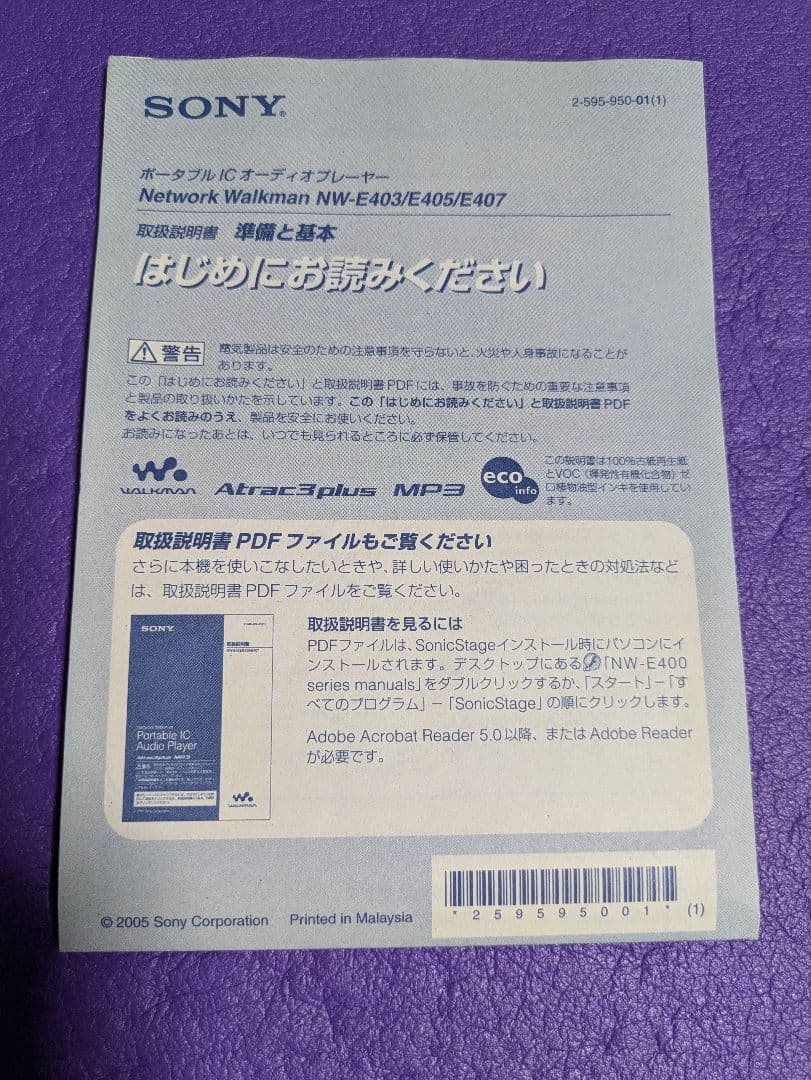 SONY®
2-595-950-01(1)
ポータブルICオーディオプレーヤー
Network Walkman NW-E403/E405/E407
取扱説明書 準備と基本
はじめにお読みください
警告
電気製品は安全のための注意事項を守らないと、火災や人身事故になることが
あります。
この「はじめにお読みください」と取扱説明書PDFには、事故を防ぐための重要な注意事項
と製品の取り扱いかたを示しています。この「はじめにお読みください」と取扱説明書PDF
をよくお読みのうえ、製品を安全にお使いください。
お読みになったあとは、いつでも見られるところに必ず保管してください。
WALKMAN
Atrac3plus
MP3
eco info
この説明書は100%古紙再生紙
とVOC（揮発性有機化合物）ゼ
ロ植物油型インキを使用してい
ます。
取扱説明書PDFファイルもご覧ください
さらに本機を使いこなしたいときや、詳しい使いかたや困ったときの対処法など
は、取扱説明書PDFファイルをご覧ください。
SONY
取扱説明書
Portable IC
Audio Player
Atrac3plus MP3
WALKMAN
取扱説明書を見るには
PDFファイルは、SonicStageインストール時にパソコンにイ
ンストールされます。デスクトップにある「NW-E400
series manuals」をダブルクリックするか、「スタート」－「す
べてのプログラム」－「SonicStage」の順にクリックします。
Adobe Acrobat Reader 5.0以降、またはAdobe Reader
が必要です。
© 2005 Sony Corporation Printed in Malaysia
*259595001* (1)